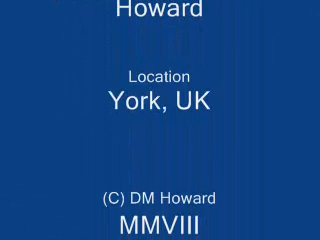 Howard
Location
York, UK
(C) DM Howard
MMVIII